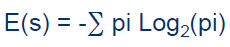 E(s) = -∑ pi Log₂(pi)